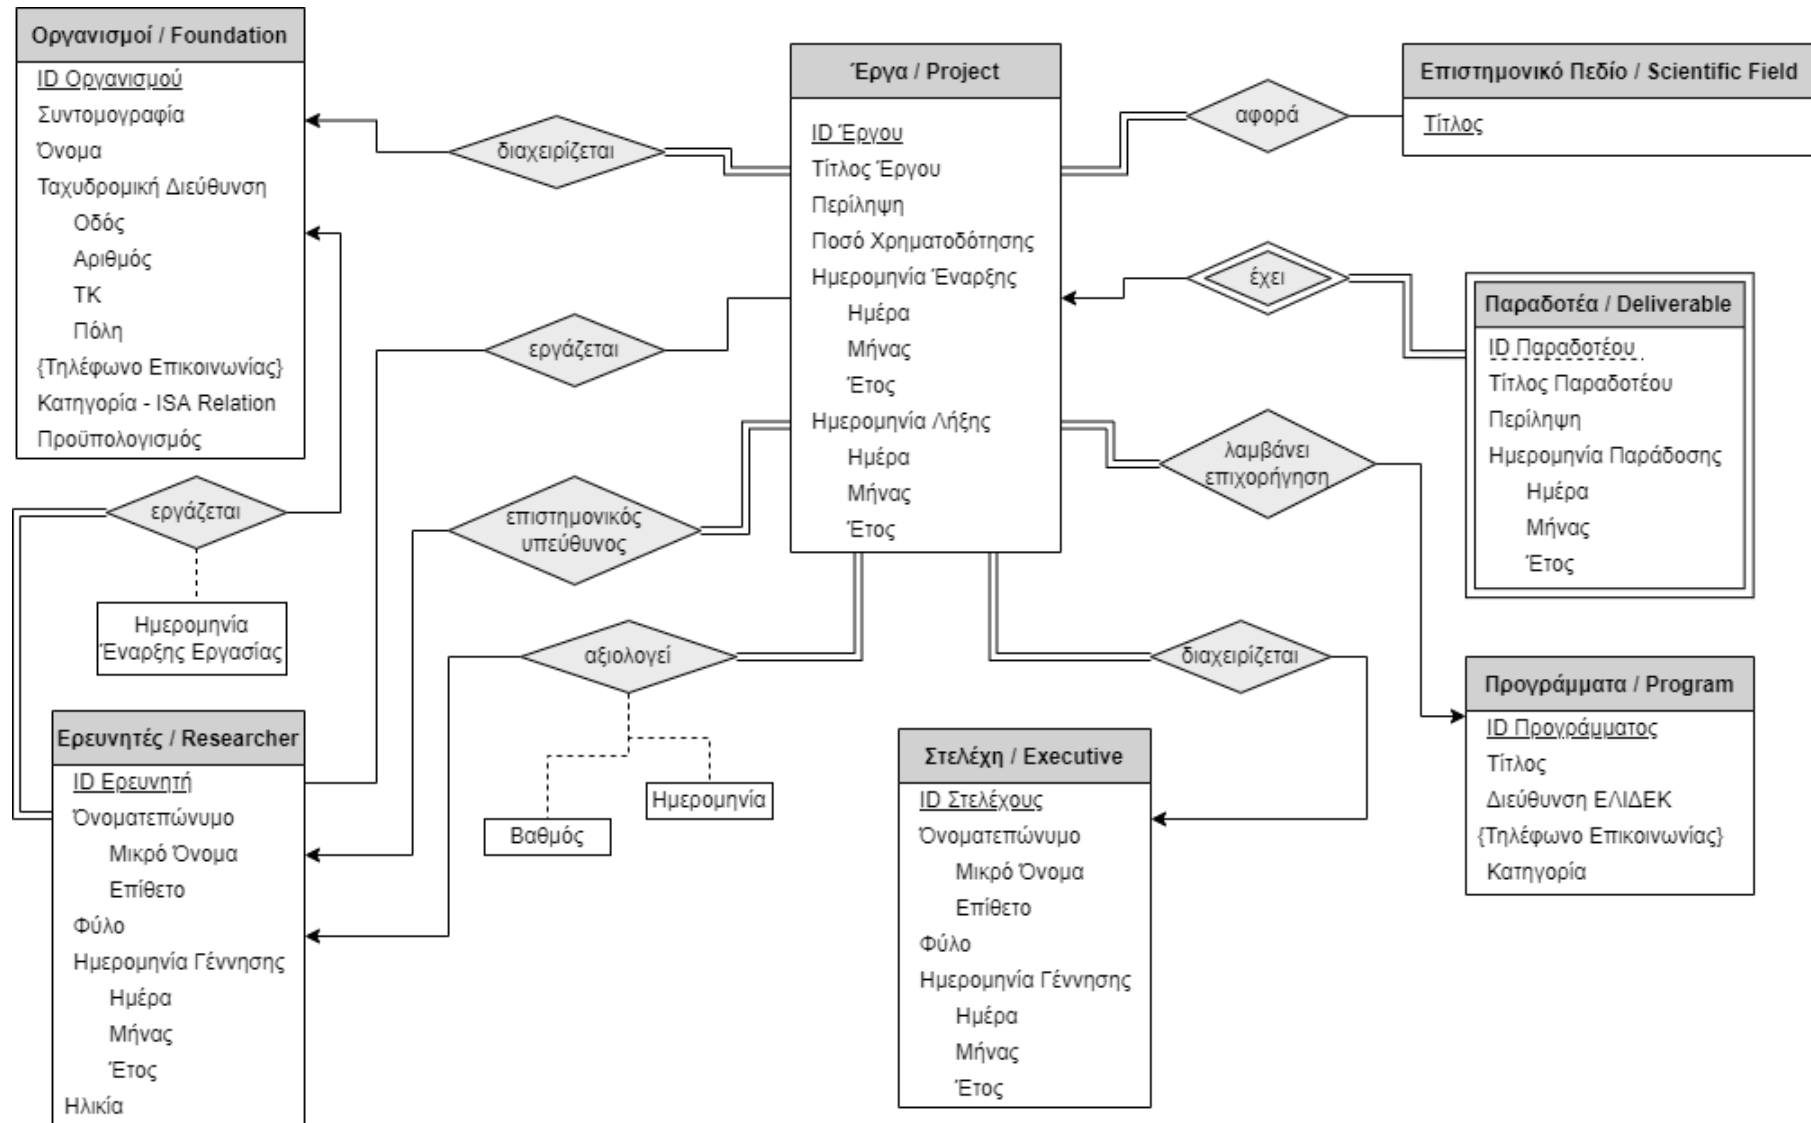 Οργανισμοί / Foundation
ID Οργανισμού
Συντομογραφία
Όνομα
Ταχυδρομική Διεύθυνση
Οδός
Αριθμός
ΤΚ
Πόλη
{Τηλέφωνο Επικοινωνίας}
Κατηγορία - ISA Relation
Προϋπολογισμός
διαχειρίζεται
Έργα / Project
ID Έργου
Τίτλος Έργου
Περίληψη
Ποσό Χρηματοδότησης
Ημερομηνία Έναρξης
Ημέρα
Μήνας
Έτος
Ημερομηνία Λήξης
Ημέρα
Μήνας
Έτος
αφορά
Επιστημονικό Πεδίο / Scientific Field
Τίτλος
έχει
Παραδοτέα / Deliverable
ID Παραδοτέου
Τίτλος Παραδοτέου
Περίληψη
Ημερομηνία Παράδοσης
Ημέρα
Μήνας
Έτος
εργάζεται
λαμβάνει
επιχορήγηση
εργάζεται
Ημερομηνία
Έναρξης Εργασίας
επιστημονικός
υπεύθυνος
αξιολογεί
Βαθμός
Ημερομηνία
διαχειρίζεται
Ερευνητές / Researcher
ID Ερευνητή
Όνοματεπώνυμο
Μικρό Όνομα
Επίθετο
Φύλο
Ημερομηνία Γέννησης
Ημέρα
Μήνας
Έτος
Ηλικία
Στελέχη / Executive
ID Στελέχους
Όνοματεπώνυμο
Μικρό Όνομα
Επίθετο
Φύλο
Ημερομηνία Γέννησης
Ημέρα
Μήνας
Έτος
Προγράμματα / Program
ID Προγράμματος
Τίτλος
Διεύθυνση ΕΛΙΔΕΚ
{Τηλέφωνο Επικοινωνίας}
Κατηγορία